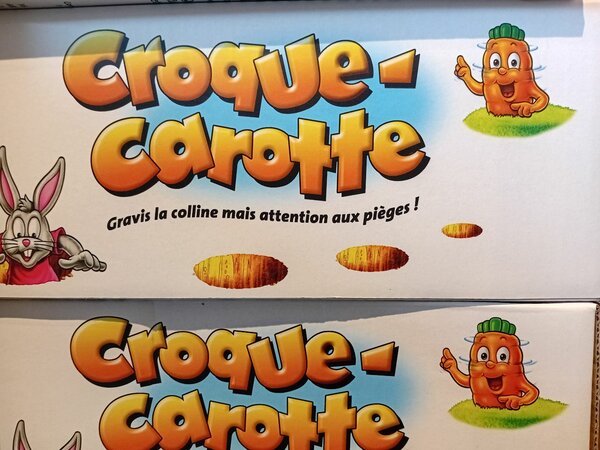 Croque-
carotte
Gravis la colline mais attention aux pièges !
Croque-
carotte